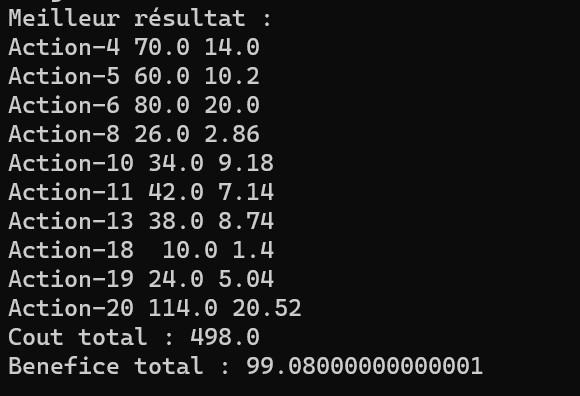 Meilleur résultat :
Action-4 70.0 14.0
Action-5 60.0 10.2
Action-6 80.0 20.0
Action-8 26.0 2.86
Action-10 34.0 9.18
Action-11 42.0 7.14
Action-13 38.0 8.74
Action-18  10.0 1.4
Action-19 24.0 5.04
Action-20 114.0 20.52
Cout total : 498.0
Benefice total : 99.08000000000001